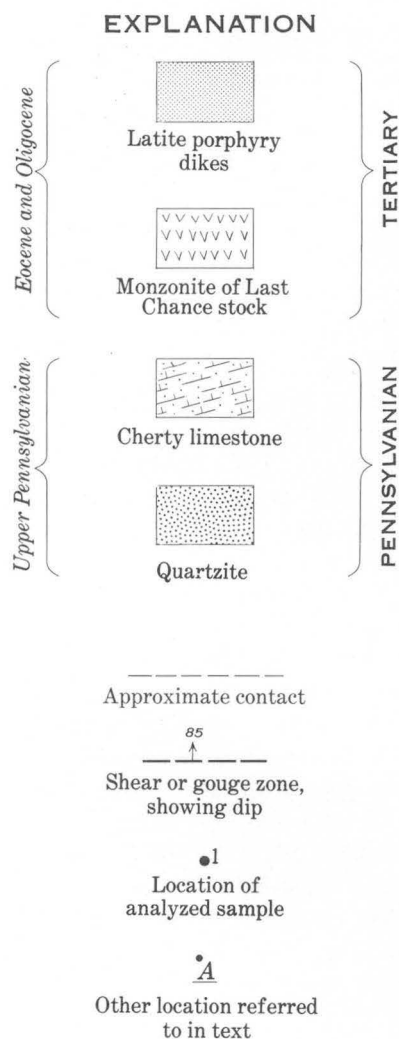 EXPLANATION
Eocene and Oligocene
Latite porphyry
dikes
Monzonite of Last
Chance stock
TERTIARY
Upper Pennsylvanian
Cherty limestone
Quartzite
PENNSYLVANIAN
Approximate contact
85
Shear or gouge zone,
showing dip
1
Location of
analyzed sample
A
Other location referred
to in text